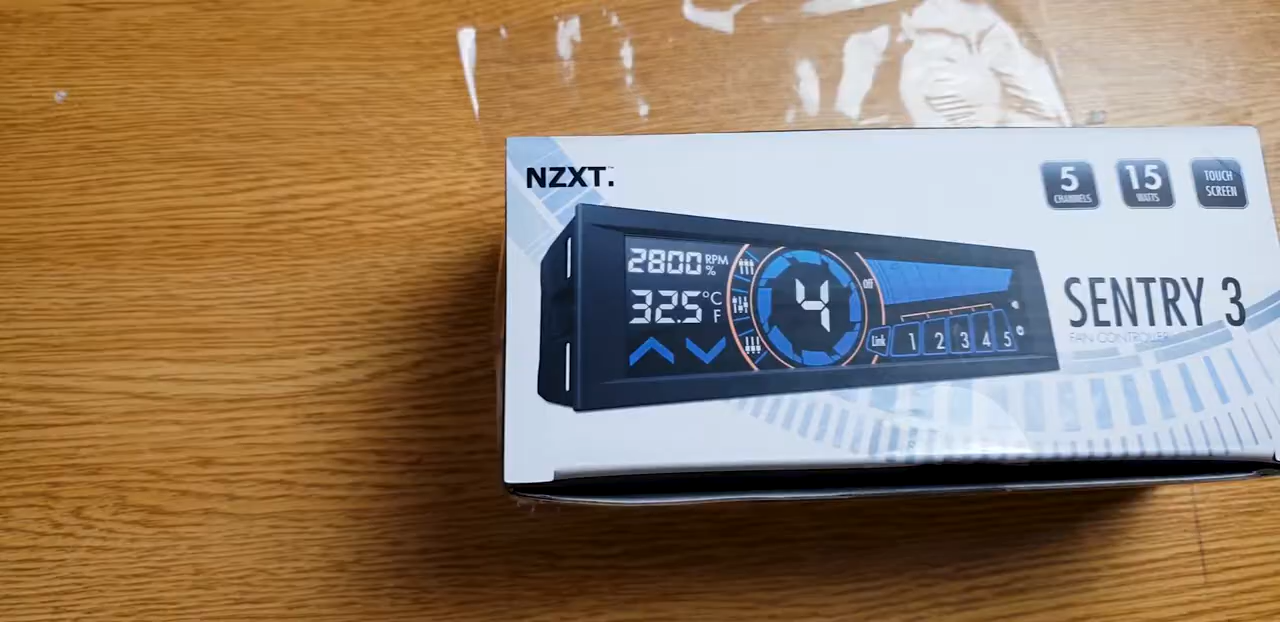 NZXT.
5
CHANNELS
15
WATTS
TOUCH
SCREEN
2800 RPM
%
32.5 °C
F
4
Off
Link 1 2 3 4 5
SENTRY 3
FAN CONTROLLER